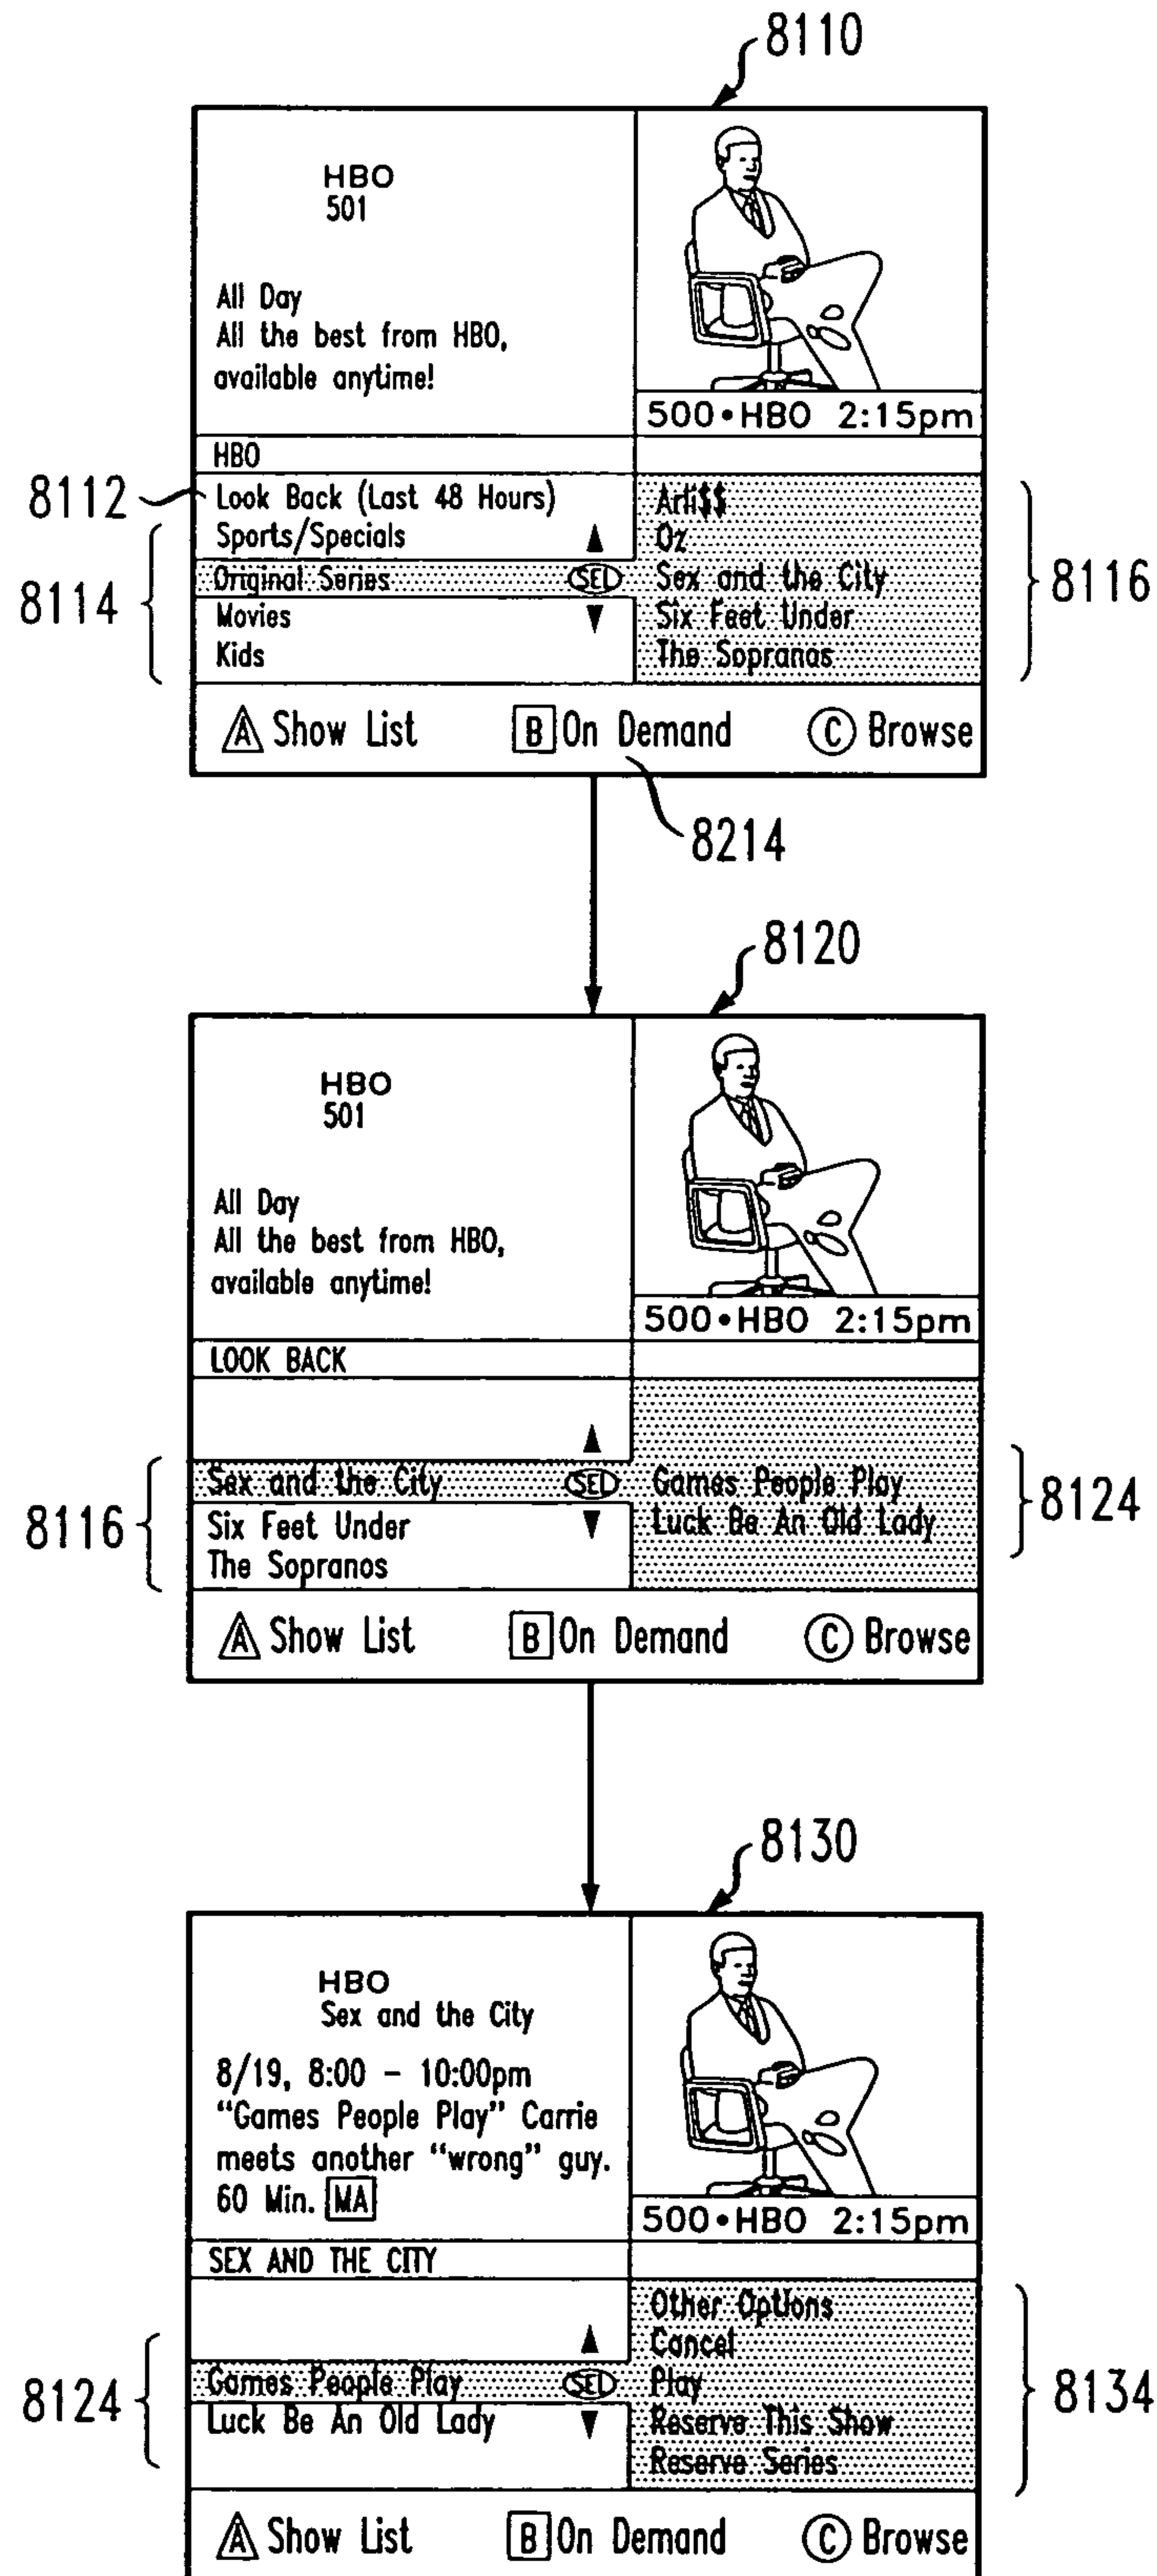 8110
HBO
501
All Day
All the best from HBO,
available anytime!
500•HBO 2:15pm
HBO
8112
Look Back (Last 48 Hours)
Sports/Specials
8114
Original Series SEL
Movies
Kids
Arli$$
Oz
Sex and the City
Six Feet Under
The Sopranos
8116
A Show List B On Demand C Browse
8214
8120
HBO
501
All Day
All the best from HBO,
available anytime!
500•HBO 2:15pm
LOOK BACK
8116
Sex and the City SEL
Six Feet Under
The Sopranos
Games People Play
Luck Be An Old Lady
8124
A Show List B On Demand C Browse
8130
HBO
Sex and the City
8/19, 8:00 - 10:00pm
“Games People Play” Carrie
meets another “wrong” guy.
60 Min. MA
500•HBO 2:15pm
SEX AND THE CITY
8124
Games People Play SEL
Luck Be An Old Lady
Other Options
Cancel
Play
Reserve This Show
Reserve Series
8134
A Show List B On Demand C Browse